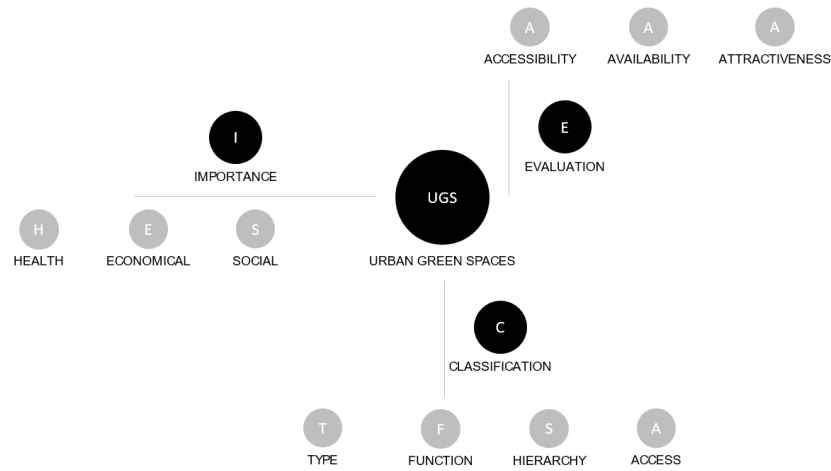 A
ACCESSIBILITY
A
AVAILABILITY
A
ATTRACTIVENESS
E
EVALUATION
I
IMPORTANCE
UGS
URBAN GREEN SPACES
H
HEALTH
E
ECONOMICAL
S
SOCIAL
C
CLASSIFICATION
T
TYPE
F
FUNCTION
S
HIERARCHY
A
ACCESS